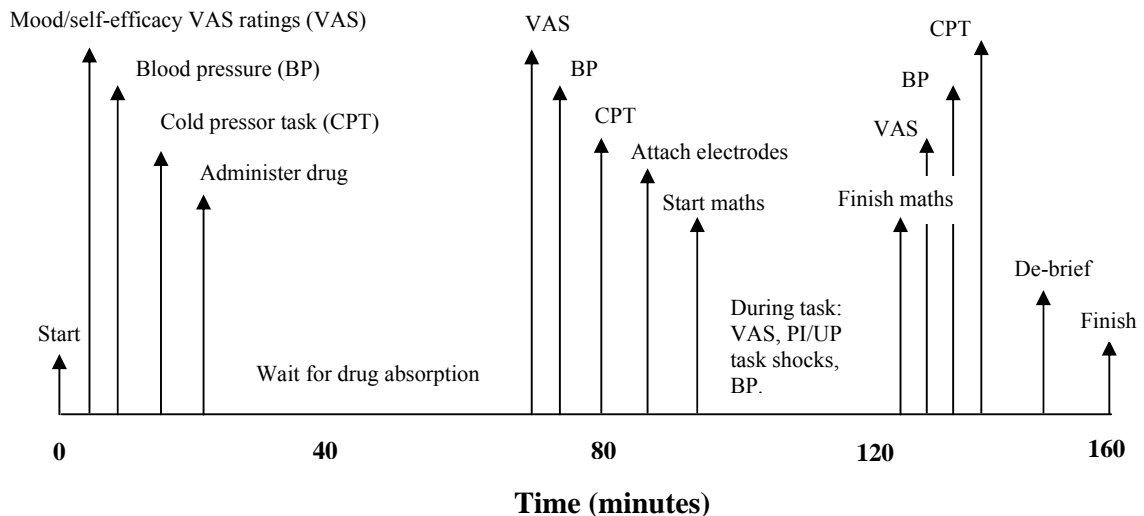 Mood/self-efficacy VAS ratings (VAS)
Blood pressure (BP)
Cold pressor task (CPT)
Administer drug
Start
Wait for drug absorption
VAS
BP
CPT
Attach electrodes
Start maths
During task:
VAS, PI/UP
task shocks,
BP.
CPT
BP
VAS
Finish maths
De-brief
Finish
0
40
80
120
160
Time (minutes)